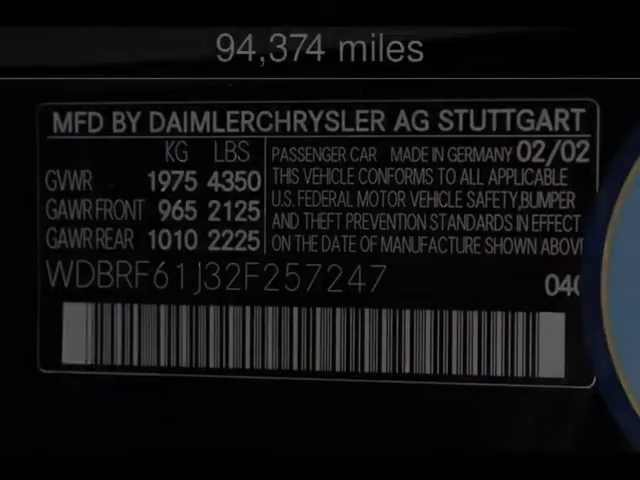 94,374 miles
MFD BY DAIMLERCHRYSLER AG STUTTGART
KG LBS
GVWR 1975 4350
GAWR FRONT 965 2125
GAWR REAR 1010 2225
PASSENGER CAR MADE IN GERMANY 02/02
THIS VEHICLE CONFORMS TO ALL APPLICABLE
U.S. FEDERAL MOTOR VEHICLE SAFETY,BUMPER
AND THEFT PREVENTION STANDARDS IN EFFECT
ON THE DATE OF MANUFACTURE SHOWN
WDBRF61J32F257247